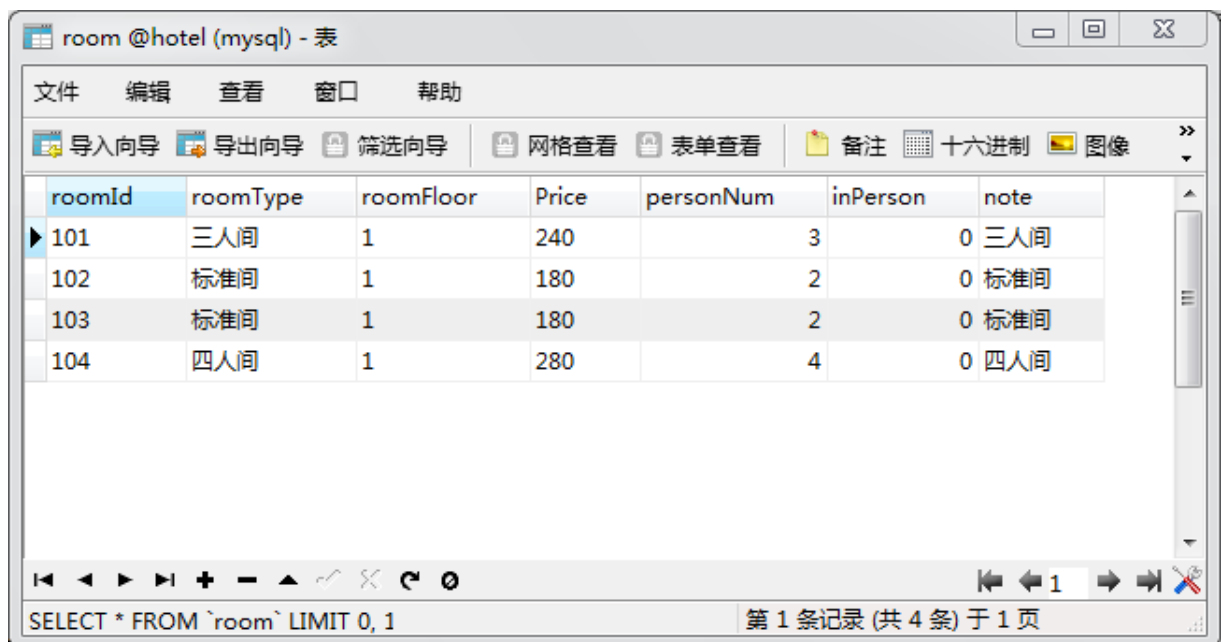 room @hotel (mysql) - 表
文件 编辑 查看 窗口 帮助
导入向导 导出向导 筛选向导 网格查看 表单查看 备注 十六进制 图像 »
roomId roomType roomFloor Price personNum inPerson note
101 三人间 1 240 3 0 三人间
102 标准间 1 180 2 0 标准间
103 标准间 1 180 2 0 标准间
104 四人间 1 280 4 0 四人间
1
SELECT * FROM `room` LIMIT 0, 1 第 1 条记录 (共 4 条) 于 1 页